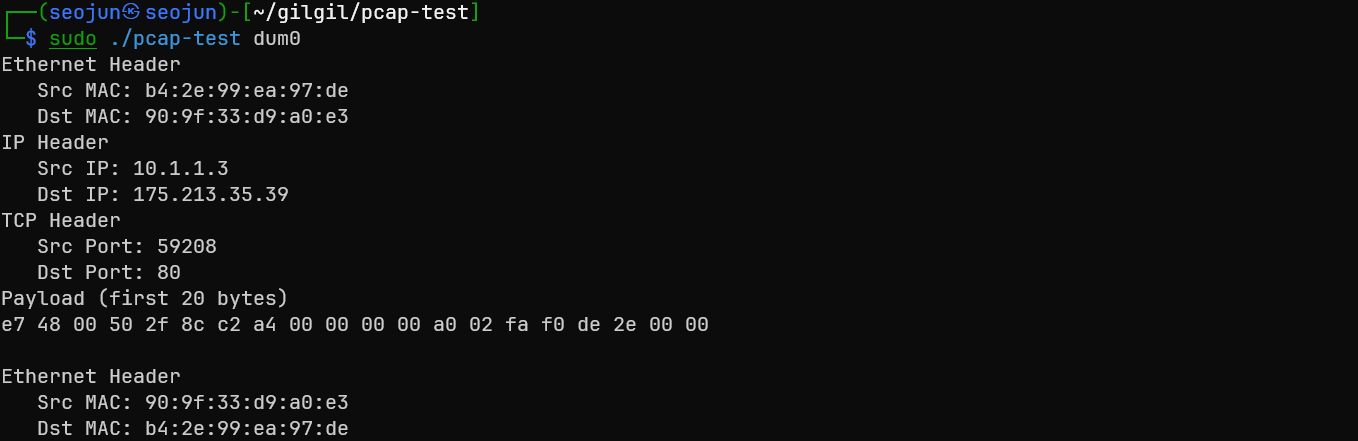 ┌──(seojun㉿seojun)-[~/gilgil/pcap-test]
└─$ sudo ./pcap-test dum0
Ethernet Header
   Src MAC: b4:2e:99:ea:97:de
   Dst MAC: 90:9f:33:d9:a0:e3
IP Header
   Src IP: 10.1.1.3
   Dst IP: 175.213.35.39
TCP Header
   Src Port: 59208
   Dst Port: 80
Payload (first 20 bytes)
e7 48 00 50 2f 8c c2 a4 00 00 00 00 a0 02 fa f0 de 2e 00 00

Ethernet Header
   Src MAC: 90:9f:33:d9:a0:e3
   Dst MAC: b4:2e:99:ea:97:de